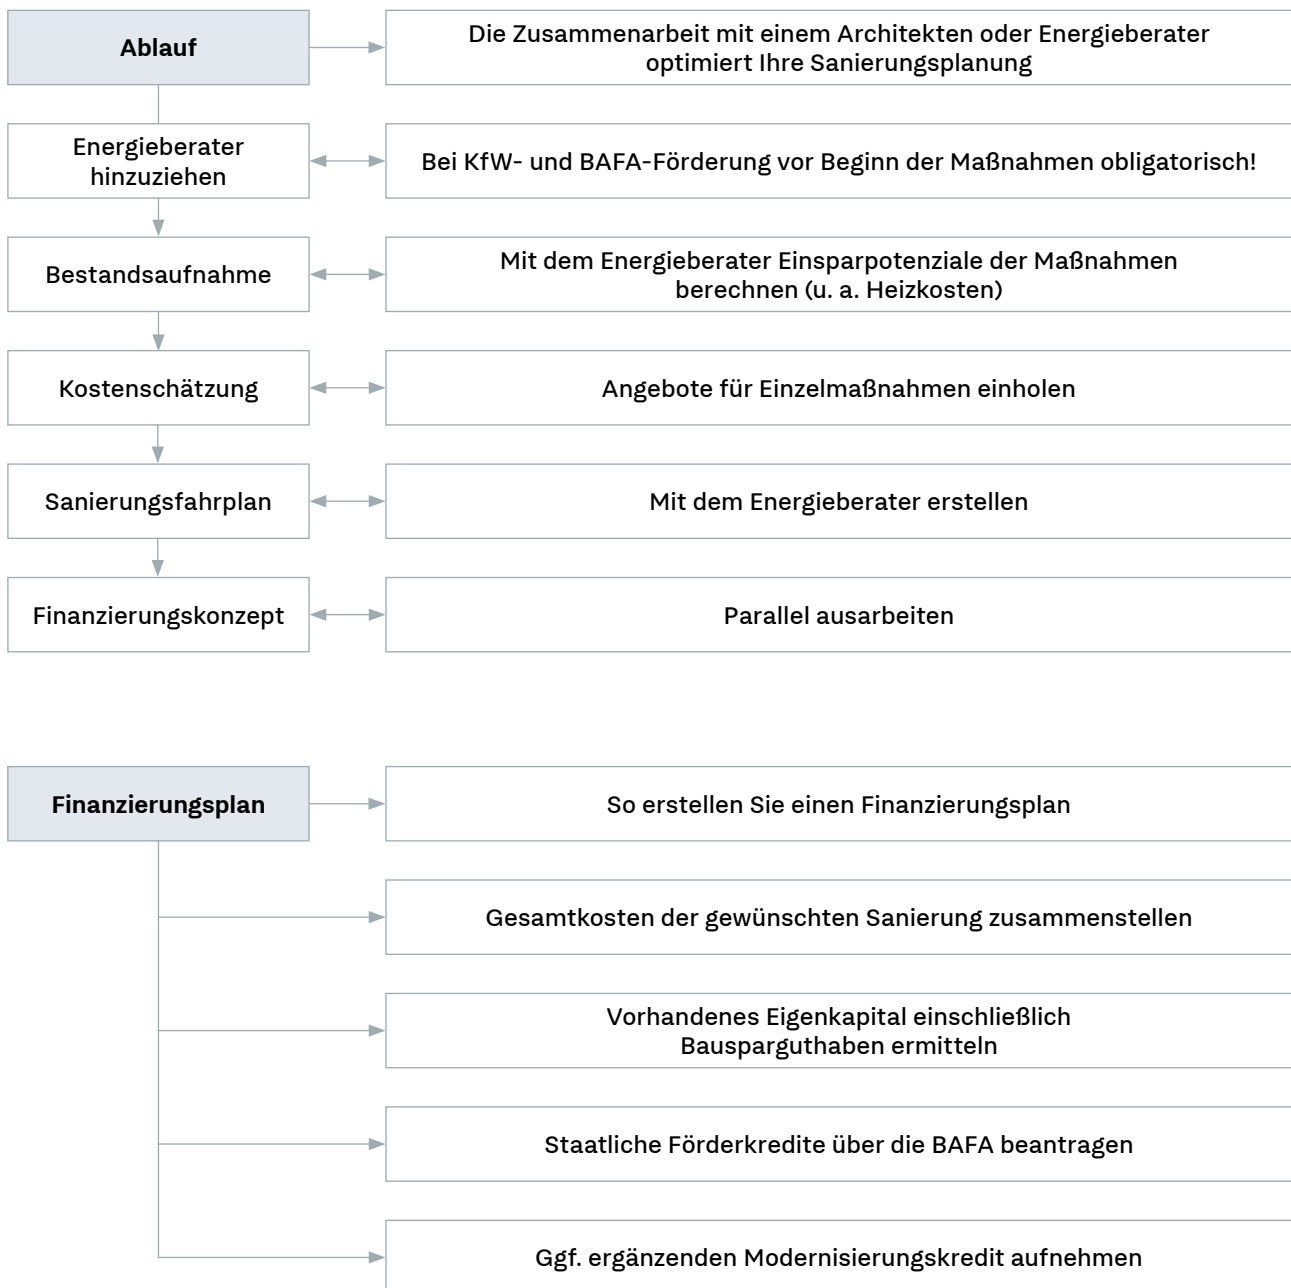 Ablauf
Die Zusammenarbeit mit einem Architekten oder Energieberater
optimiert Ihre Sanierungsplanung
Energieberater
hinzuziehen
Bei KfW- und BAFA-Förderung vor Beginn der Maßnahmen obligatorisch!
Bestandsaufnahme
Mit dem Energieberater Einsparpotenziale der Maßnahmen
berechnen (u. a. Heizkosten)
Kostenschätzung
Angebote für Einzelmaßnahmen einholen
Sanierungsfahrplan
Mit dem Energieberater erstellen
Finanzierungskonzept
Parallel ausarbeiten
Finanzierungsplan
So erstellen Sie einen Finanzierungsplan
Gesamtkosten der gewünschten Sanierung zusammenstellen
Vorhandenes Eigenkapital einschließlich
Bausparguthaben ermitteln
Staatliche Förderkredite über die BAFA beantragen
Ggf. ergänzenden Modernisierungskredit aufnehmen